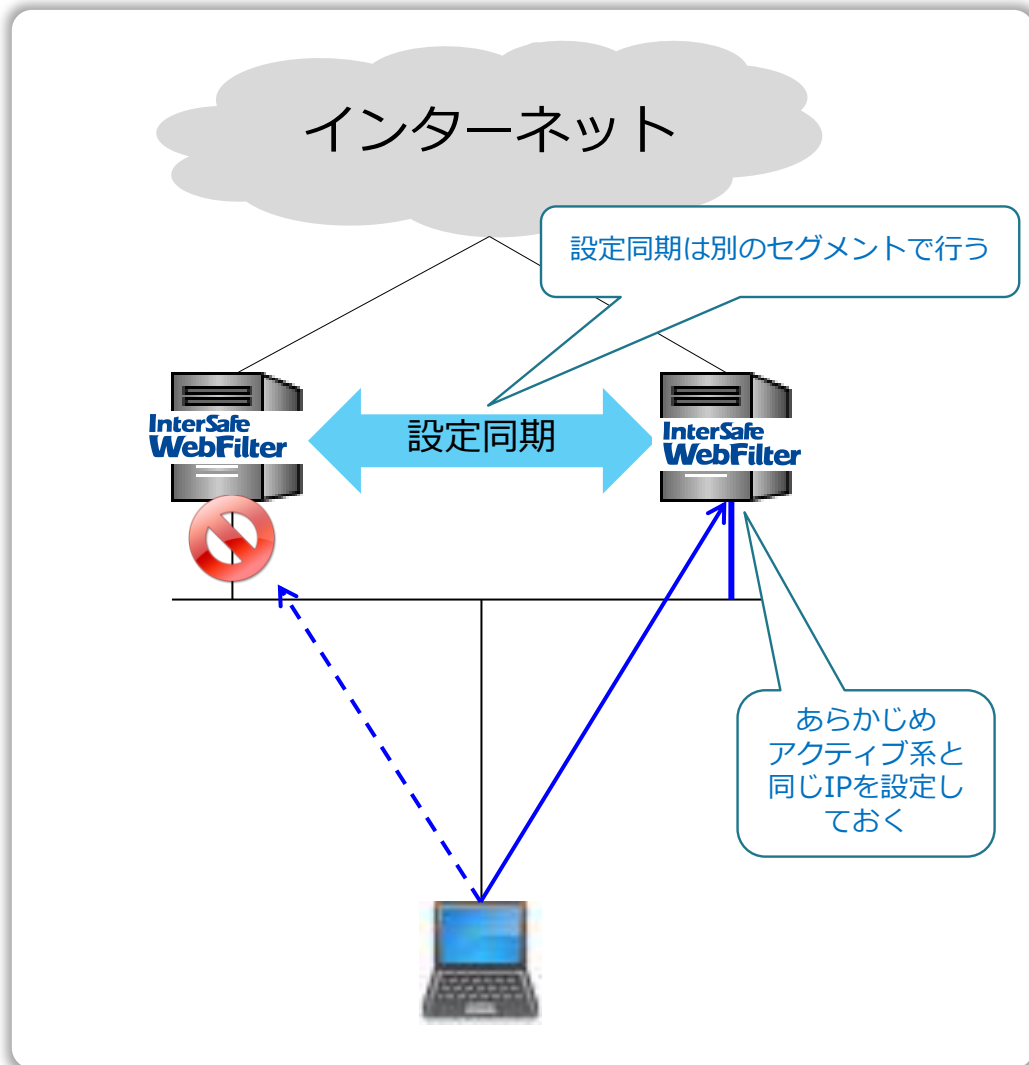 インターネット
設定同期は別のセグメントで行う
InterSafe
WebFilter
設定同期
InterSafe
WebFilter
あらかじめ
アクティブ系と
同じIPを設定し
ておく